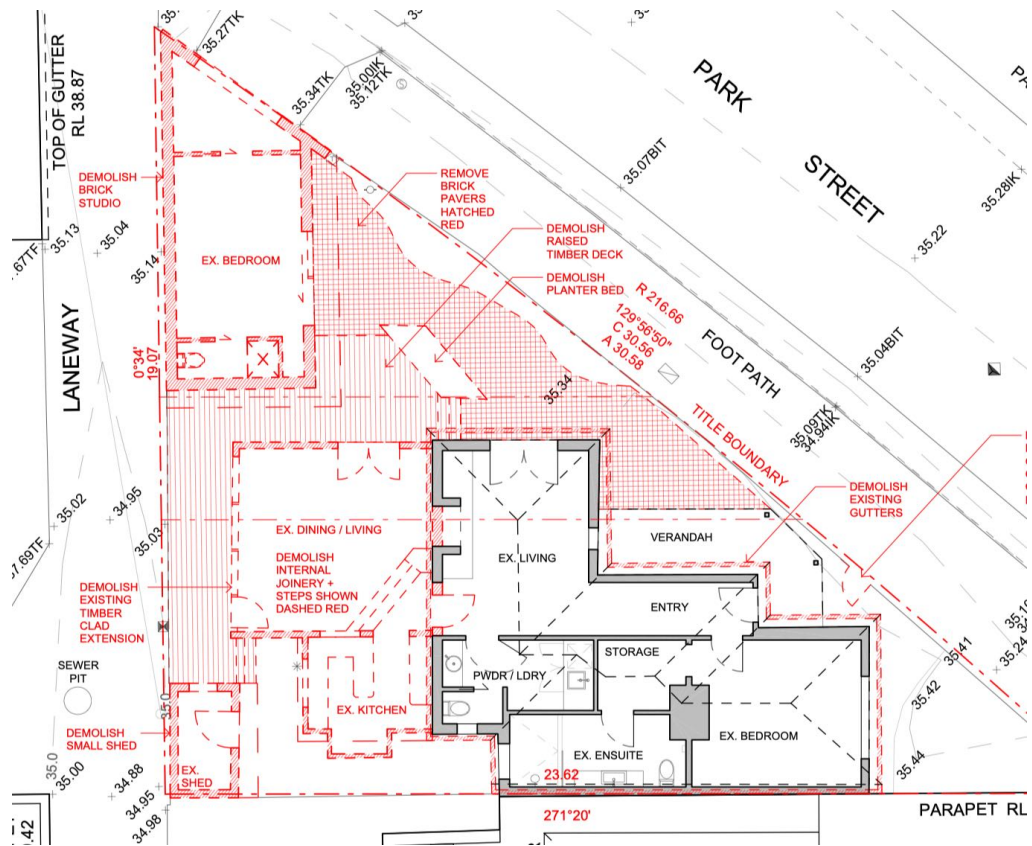 35.27TK
35.34TK
35.00IK
35.12TK
PARK
STREET
TOP OF GUTTER
RL 38.87
DEMOLISH
BRICK
STUDIO
REMOVE
BRICK
PAVERS
HATCHED
RED
35.07BIT
35.28IK
35.22
35.13
35.04
35.14
DEMOLISH
RAISED
TIMBER DECK
DEMOLISH
PLANTER BED
EX. BEDROOM
R 216.66
129°56'50"
C 30.56
A 30.58
FOOT PATH
35.04BIT
LANEWAY
0°34'
19.07
35.34
35.09TK
34.94IK
TITLE BOUNDARY
DEMOLISH
EXISTING
GUTTERS
35.02
34.95
35.03
EX. DINING / LIVING
DEMOLISH
INTERNAL
JOINERY +
STEPS SHOWN
DASHED RED
EX. LIVING
VERANDAH
ENTRY
DEMOLISH
EXISTING
TIMBER
CLAD
EXTENSION
STORAGE
PWDR / LDRY
SEWER
PIT
EX. KITCHEN
EX. BEDROOM
35.41
35.24
35.42
35.44
DEMOLISH
SMALL SHED
EX.
SHED
EX. ENSUITE
23.62
271°20'
35.00
34.88
34.95
34.98
PARAPET RL